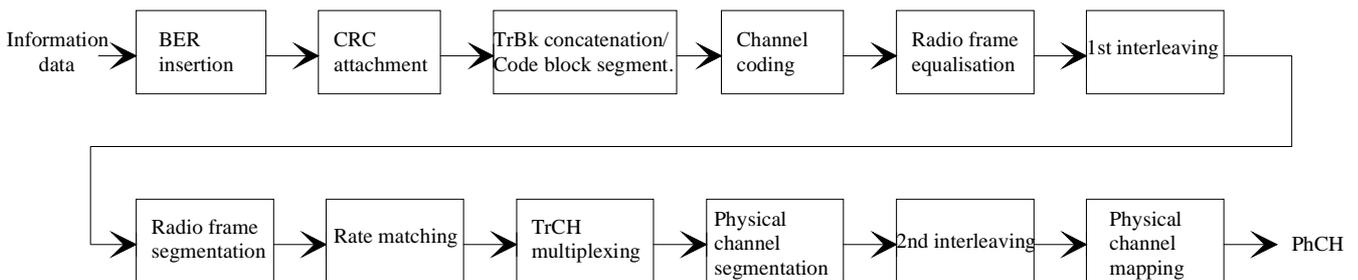 Information
data
BER
insertion
CRC
attachment
TrBk concatenation/
Code block segment.
Channel
coding
Radio frame
equalisation
1st interleaving
Radio frame
segmentation
Rate matching
TrCH
multiplexing
Physical
channel
segmentation
2nd interleaving
Physical
channel
mapping
PhCH